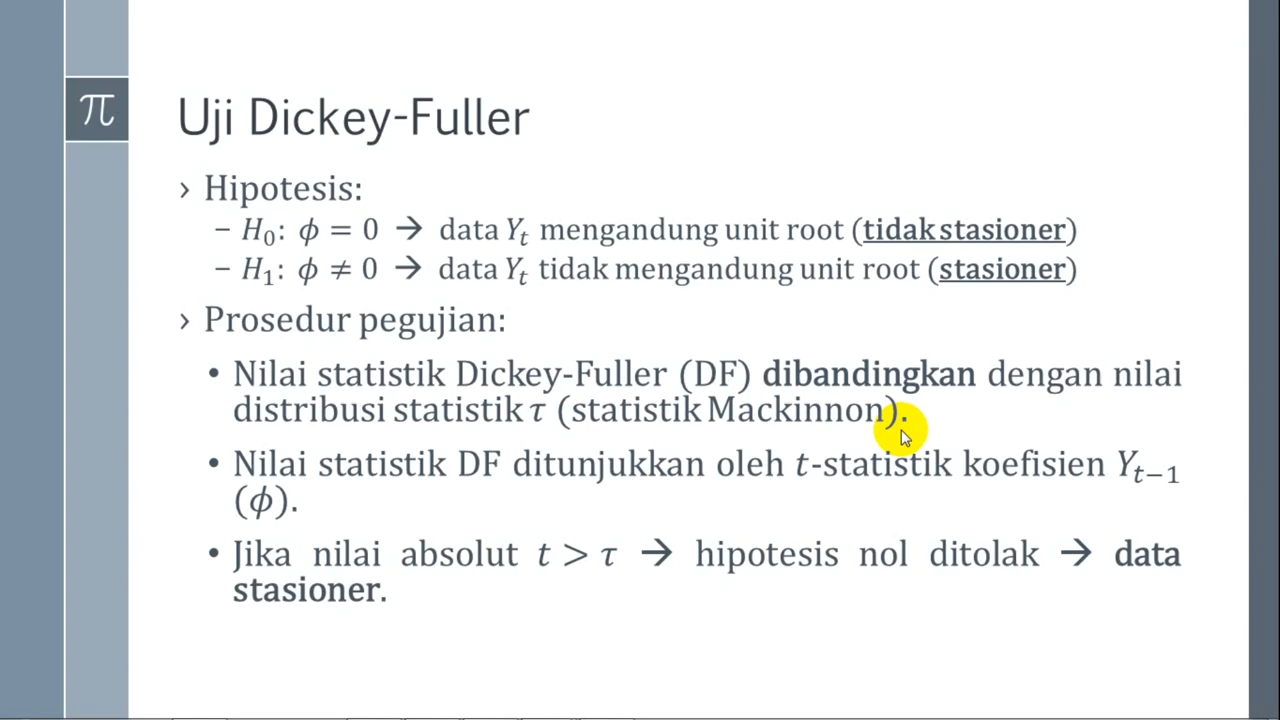 π
Uji Dickey-Fuller
› Hipotesis:
– H₀: ϕ = 0 → data Yₜ mengandung unit root (tidak stasioner)
– H₁: ϕ ≠ 0 → data Yₜ tidak mengandung unit root (stasioner)
› Prosedur pegujian:
• Nilai statistik Dickey-Fuller (DF) dibandingkan dengan nilai
distribusi statistik τ (statistik Mackinnon).
• Nilai statistik DF ditunjukkan oleh t-statistik koefisien Yₜ₋₁
(ϕ).
• Jika nilai absolut t > τ → hipotesis nol ditolak → data
stasioner.